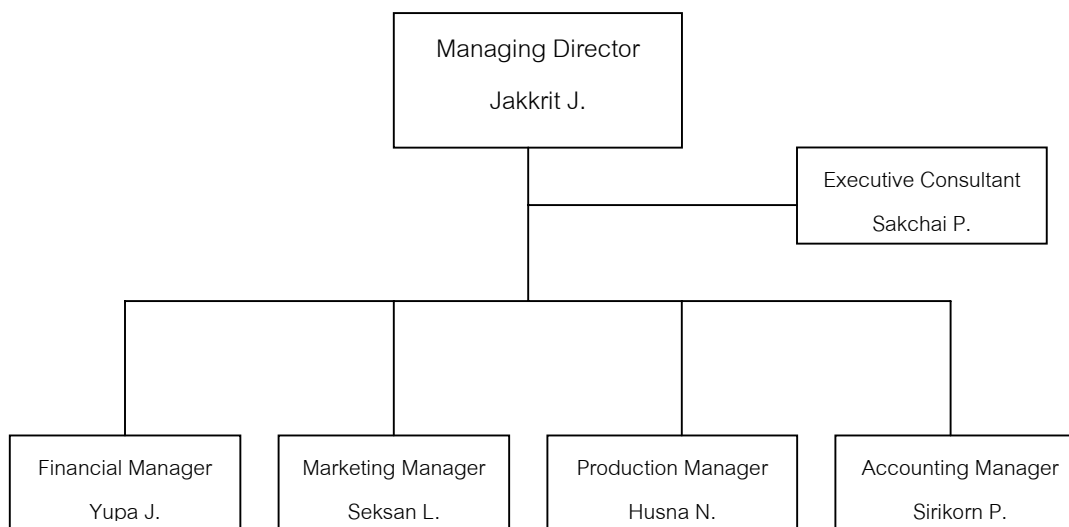 Managing Director
Jakkrit J.
Executive Consultant
Sakchai P.
Financial Manager
Yupa J.
Marketing Manager
Seksan L.
Production Manager
Husna N.
Accounting Manager
Sirikorn P.